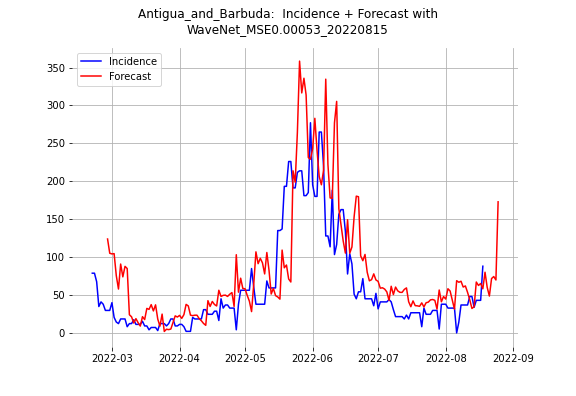 Antigua_and_Barbuda:  Incidence + Forecast with
WaveNet_MSE0.00053_20220815
Incidence
Forecast
350
300
250
200
150
100
50
0
2022-03 2022-04 2022-05 2022-06 2022-07 2022-08 2022-09